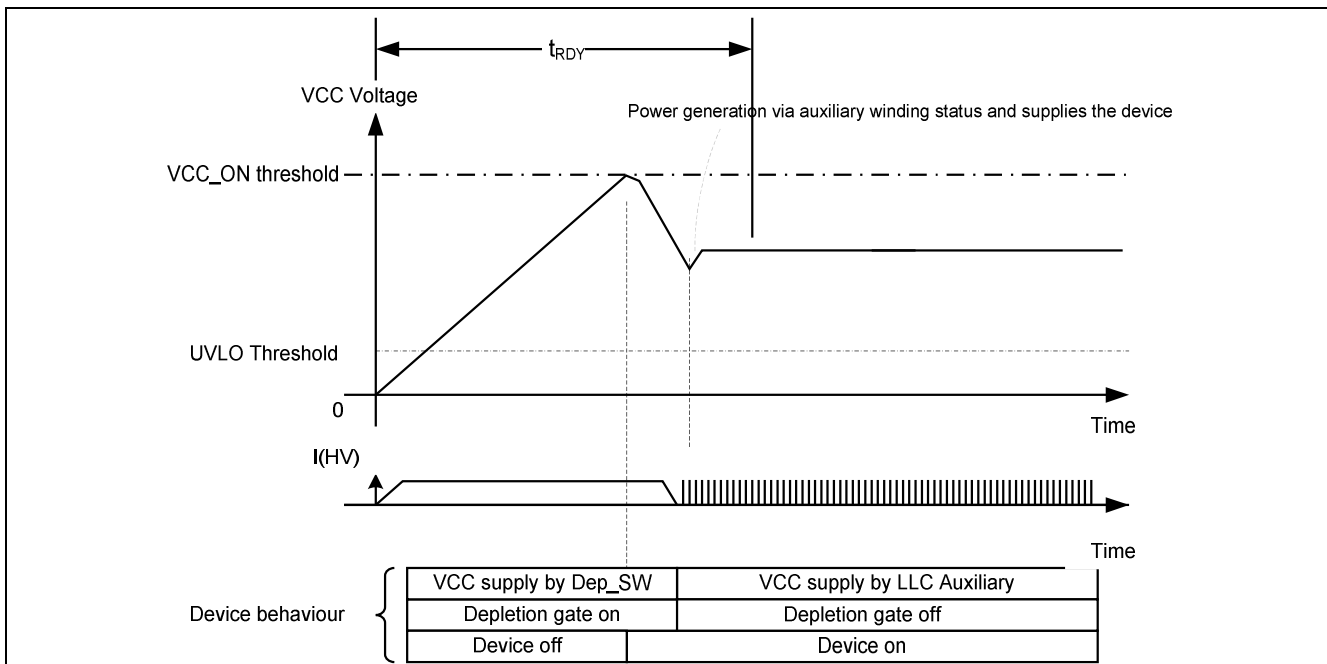 tRDY
VCC Voltage
Power generation via auxiliary winding status and supplies the device
VCC_ON threshold
UVLO Threshold
0
Time
I(HV)
Time
Device behaviour
VCC supply by Dep_SW
VCC supply by LLC Auxiliary
Depletion gate on
Depletion gate off
Device off
Device on